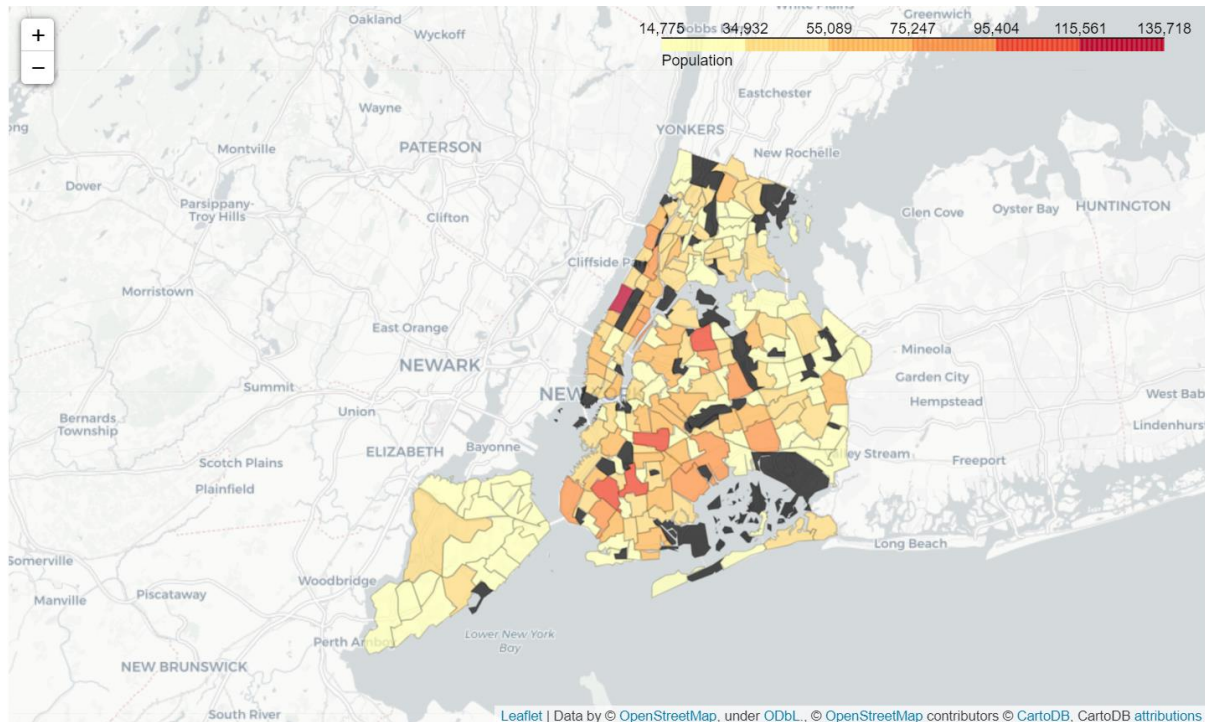 +
−
14,775 34,932 55,089 75,247 95,404 115,561 135,718
Population
Oakland
Wyckoff
Greenwich
Eastchester
Wayne
YONKERS
Montville
PATERSON
New Rochelle
Dover
Parsippany-
Troy Hills
Clifton
Glen Cove
Oyster Bay
HUNTINGTON
Cliffside
Morristown
East Orange
NEWARK
Mineola
Garden City
NEW YORK
Summit
Hempstead
West Bab
Bernards
Township
Union
ELIZABETH
Bayonne
Lindenhurst
Scotch Plains
Valley Stream
Freeport
Plainfield
Long Beach
Somerville
Woodbridge
Manville
Piscataway
Perth Amboy
Lower New York
Bay
NEW BRUNSWICK
South River
Leaflet | Data by © OpenStreetMap, under ODbL., © OpenStreetMap contributors © CartoDB, CartoDB attributions